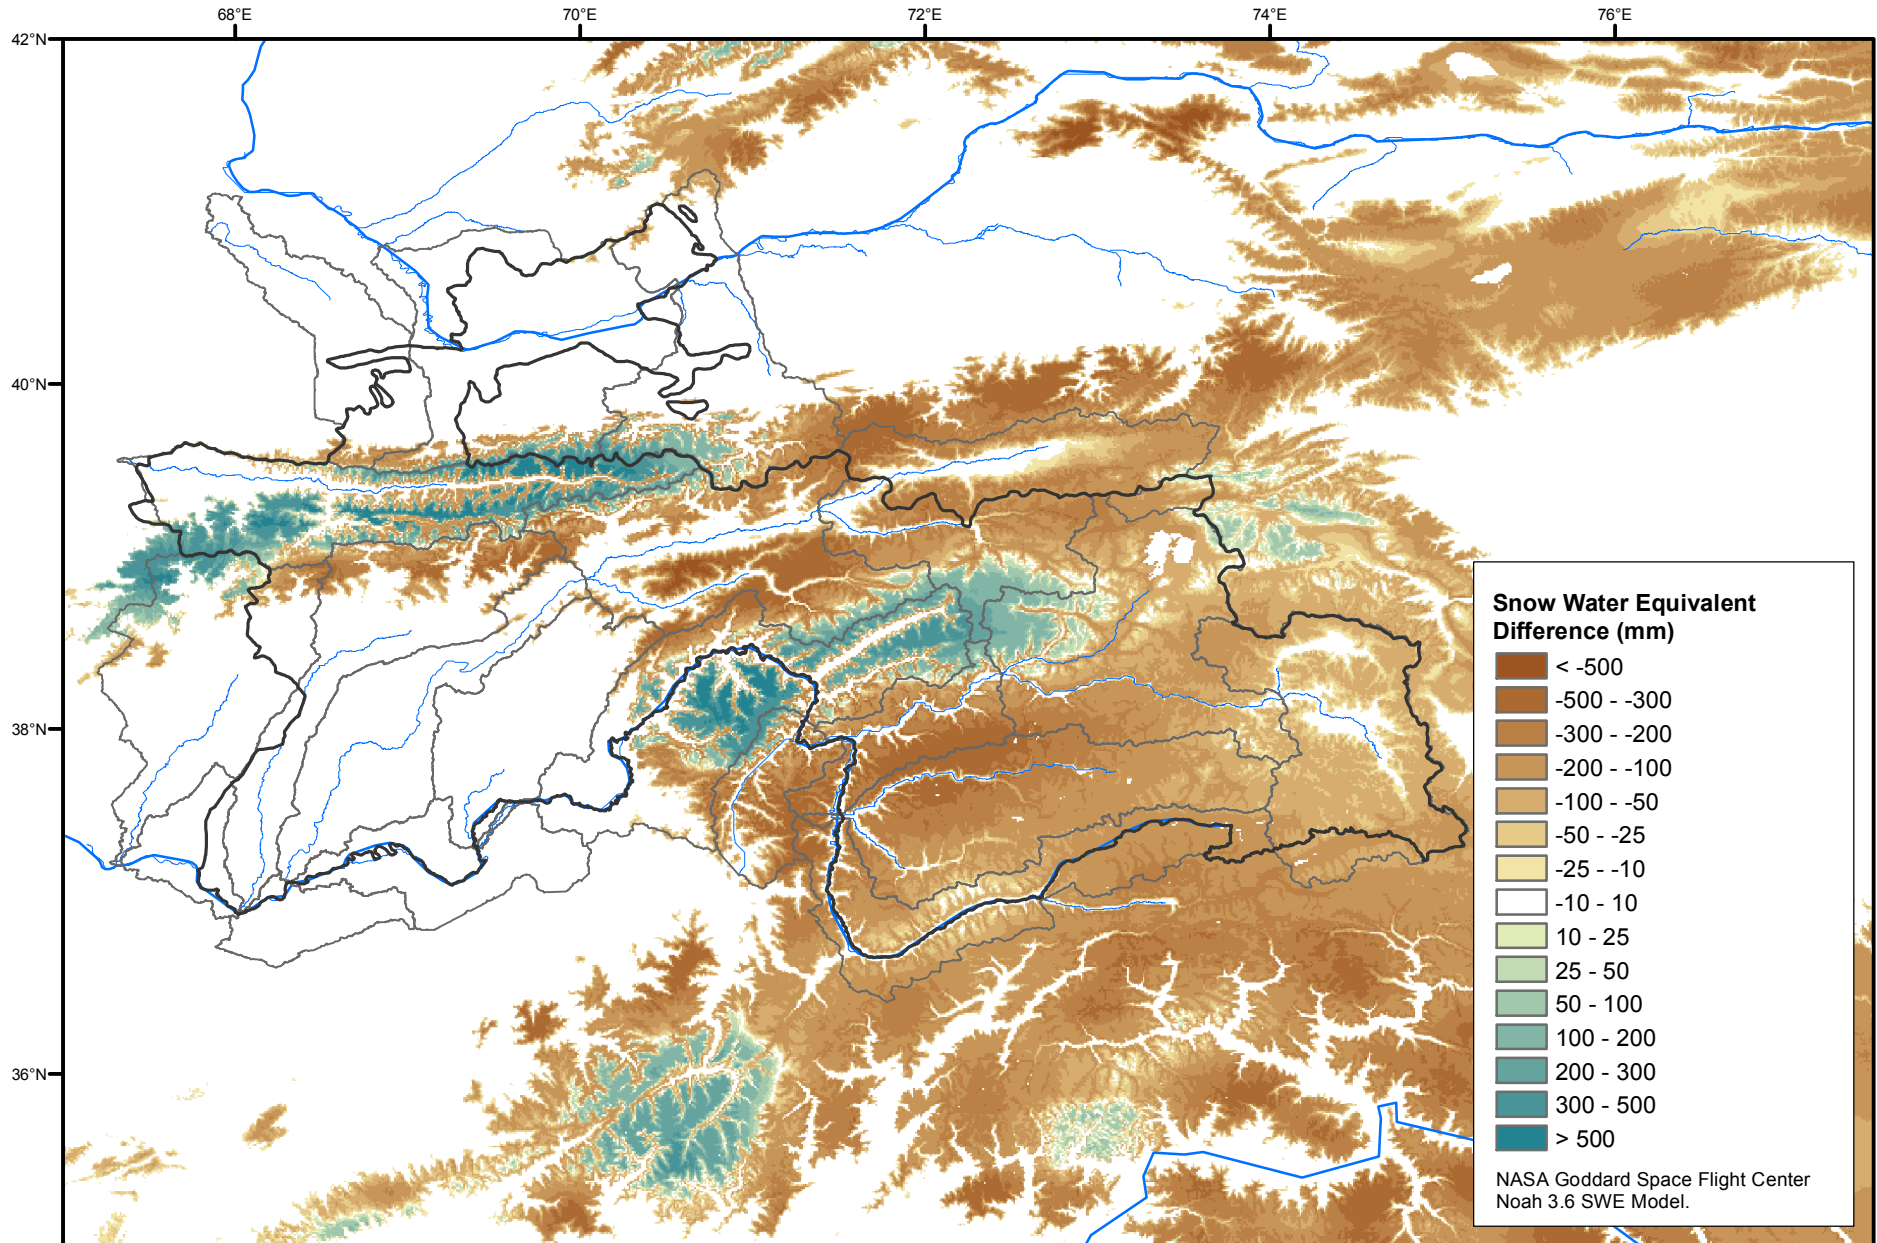 68°E
70°E
72°E
74°E
76°E
42°N
40°N
38°N
36°N
Snow Water Equivalent
Difference (mm)
< -500
-500 - -300
-300 - -200
-200 - -100
-100 - -50
-50 - -25
-25 - -10
-10 - 10
10 - 25
25 - 50
50 - 100
100 - 200
200 - 300
300 - 500
> 500
NASA Goddard Space Flight Center
Noah 3.6 SWE Model.